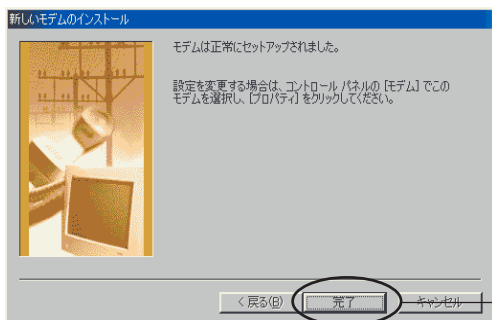 新しいモデムのインストール
モデムは正常にセットアップされました。
設定を変更する場合は、コントロール パネルの [モデム] でこの
モデムを選択し、[プロパティ] をクリックしてください。
< 戻る(B)
完了
キャンセル